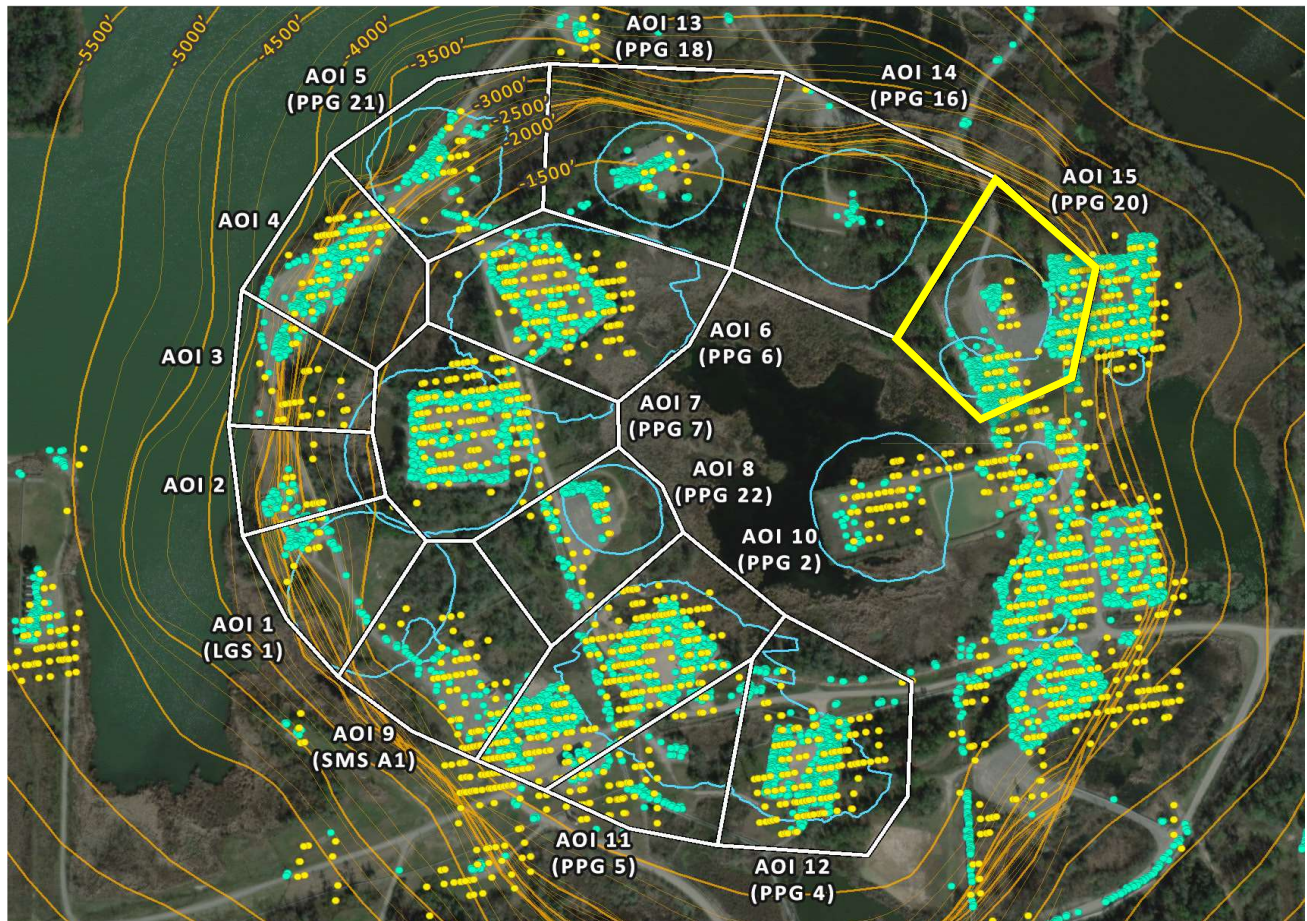 -5500'
-5000'
-4500'
-4000'
-3500'
-3000'
-2500'
-2000'
-1500'
AOI 13
(PPG 18)
AOI 5
(PPG 21)
AOI 14
(PPG 16)
AOI 15
(PPG 20)
AOI 4
AOI 3
AOI 6
(PPG 6)
AOI 7
(PPG 7)
AOI 2
AOI 8
(PPG 22)
AOI 10
(PPG 2)
AOI 1
(LGS 1)
AOI 9
(SMS A1)
AOI 11
(PPG 5)
AOI 12
(PPG 4)